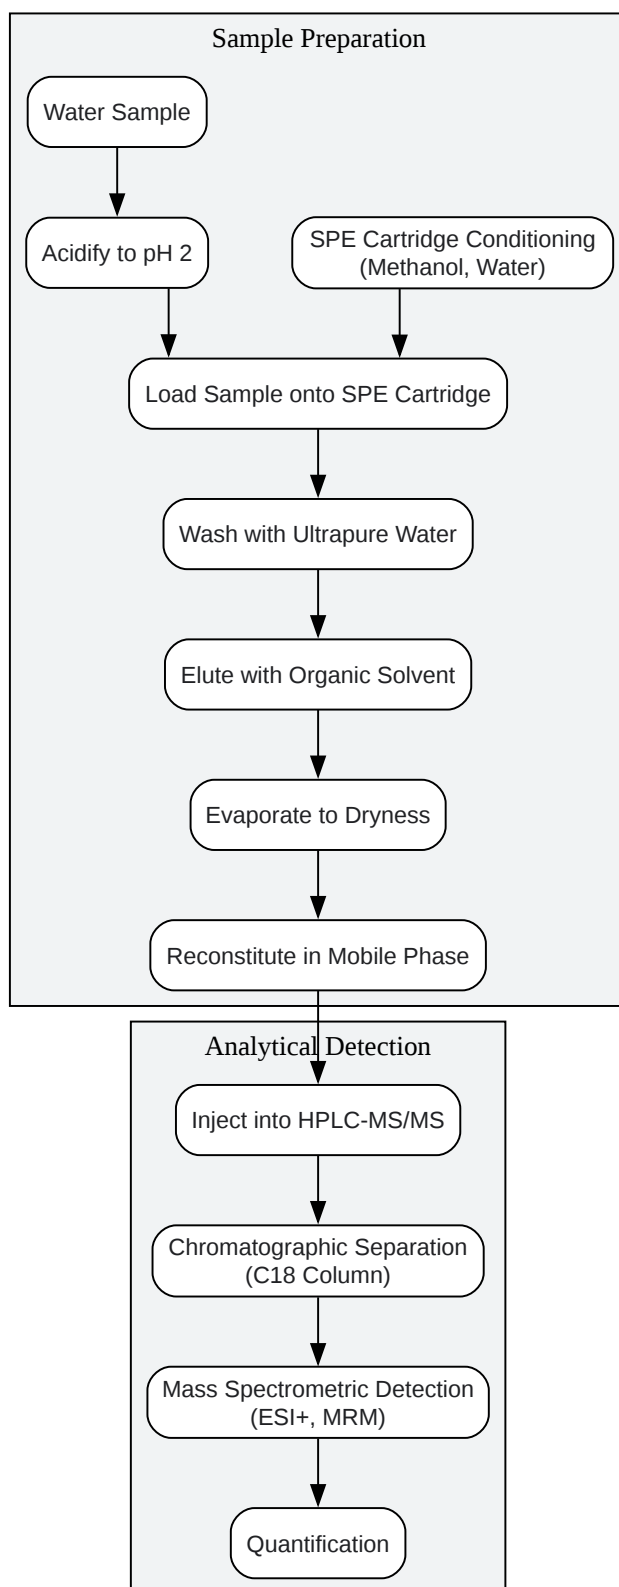 Sample Preparation
Water Sample
Acidify to pH 2
SPE Cartridge Conditioning
(Methanol, Water)
Load Sample onto SPE Cartridge
Wash with Ultrapure Water
Elute with Organic Solvent
Evaporate to Dryness
Reconstitute in Mobile Phase
Analytical Detection
Inject into HPLC-MS/MS
Chromatographic Separation
(C18 Column)
Mass Spectrometric Detection
(ESI+, MRM)
Quantification